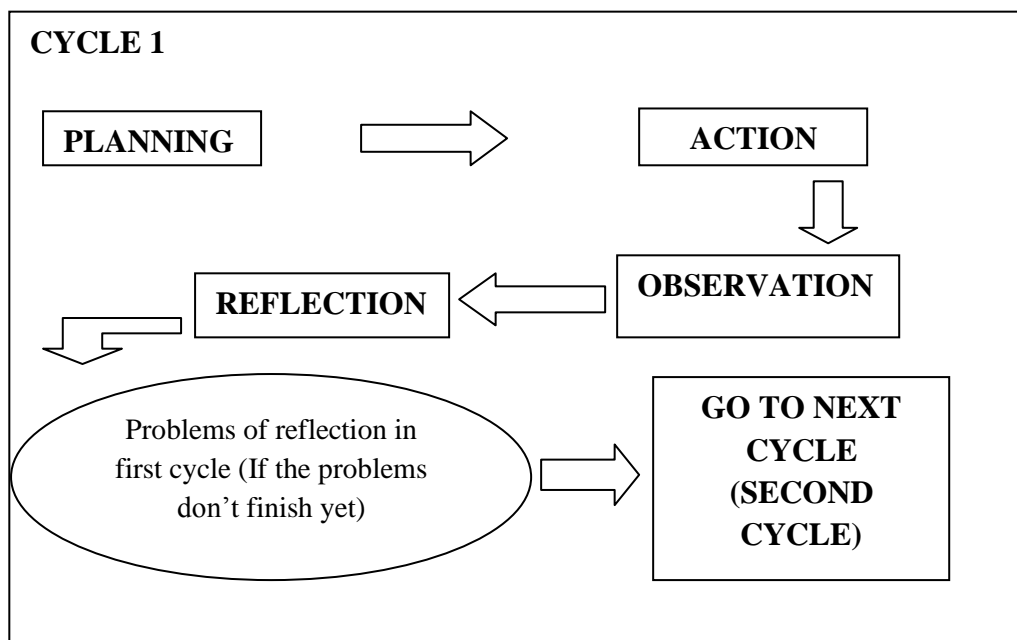 CYCLE 1
PLANNING
ACTION
OBSERVATION
REFLECTION
Problems of reflection in
first cycle (If the problems
don’t finish yet)
GO TO NEXT
CYCLE
(SECOND
CYCLE)